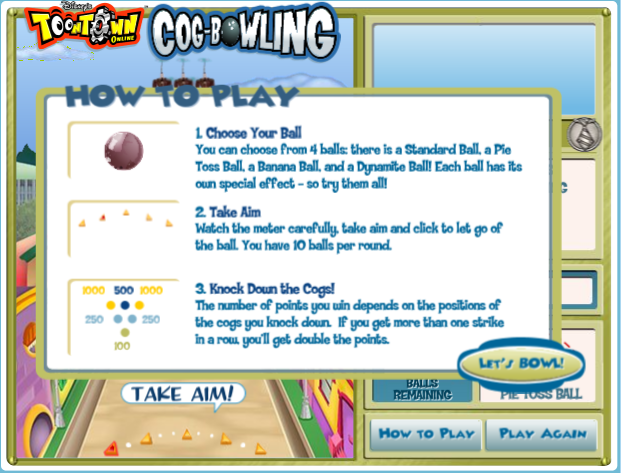 Disney's
TOONTOWN
ONLINE
COG-BOWLING
HOW TO PLAY
1. Choose Your Ball
You can choose from 4 balls: there is a Standard Ball, a Pie
Toss Ball, a Banana Ball, and a Dynamite Ball! Each ball has its
own special effect - so try them all!
2. Take Aim
Watch the meter carefully, take aim and click to let go of
the ball. You have 10 balls per round.
1000 500 1000
250 250
100
3. Knock Down the Cogs!
The number of points you win depends on the positions of
the cogs you knock down. If you get more than one strike
in a row, you'll get double the points.
LET'S BOWL!
TAKE AIM!
BALLS
REMAINING
PIE TOSS BALL
HOW TO PLAY
PLAY AGAIN